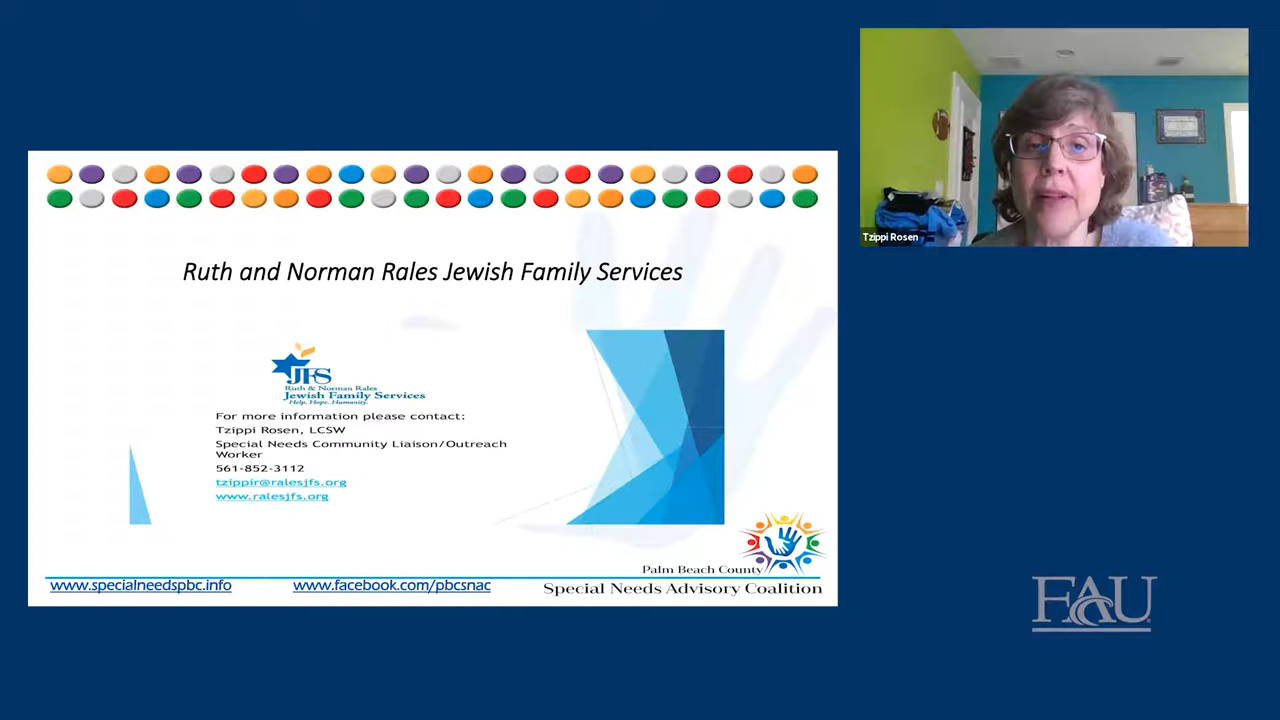 Ruth and Norman Rales Jewish Family Services
JFS
Ruth & Norman Rales
Jewish Family Services
Help. Hope. Humanity.
For more information please contact:
Tzippi Rosen, LCSW
Special Needs Community Liaison/Outreach
Worker
561-852-3112
tzippir@ralesjfs.org
www.ralesjfs.org
www.specialneedspbc.info
www.facebook.com/pbcsnac
Palm Beach County
Special Needs Advisory Coalition
Tzippi Rosen
FAU